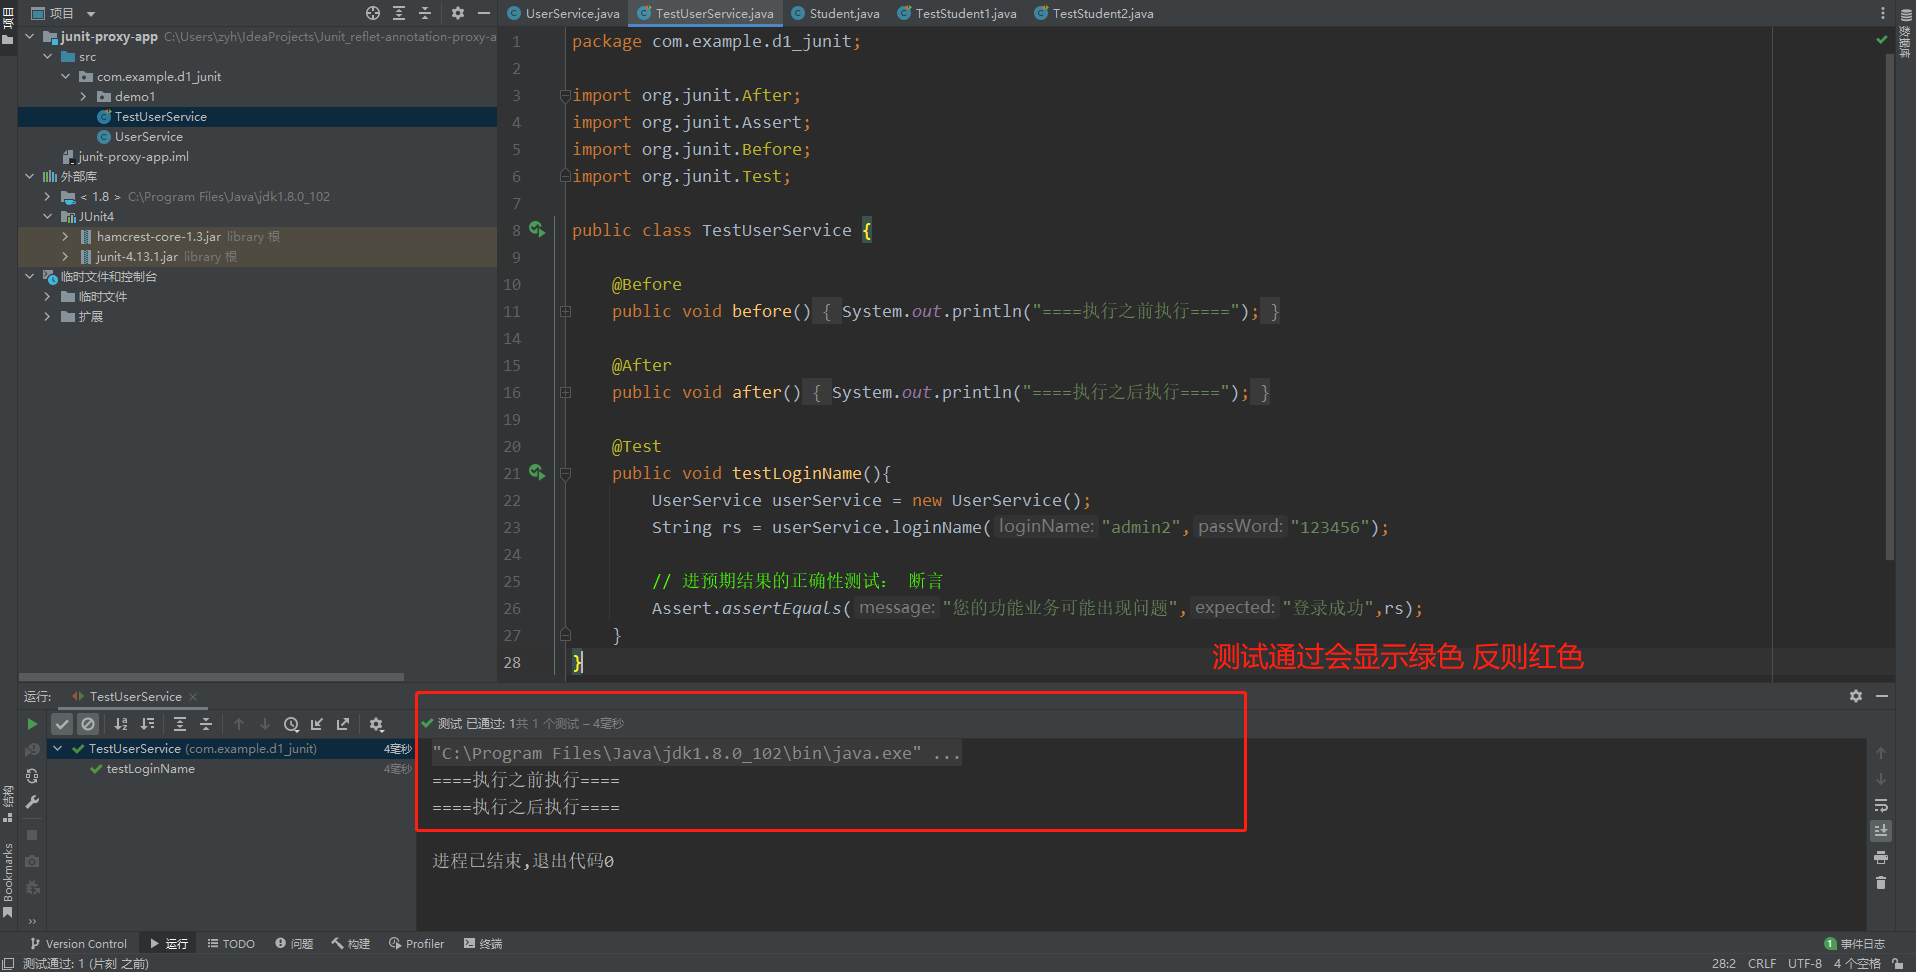 项目
项目
junit-proxy-app C:\Users\zyh\IdeaProjects\Junit_reflet-annotation-proxy-a
src
com.example.d1_junit
demo1
TestUserService
UserService
junit-proxy-app.iml
外部库
< 1.8 > C:\Program Files\Java\jdk1.8.0_102
JUnit4
hamcrest-core-1.3.jar library 根
junit-4.13.1.jar library 根
临时文件和控制台
临时文件
扩展
UserService.java TestUserService.java Student.java TestStudent1.java TestStudent2.java
数据库
1 package com.example.d1_junit;
2
3 import org.junit.After;
4 import org.junit.Assert;
5 import org.junit.Before;
6 import org.junit.Test;
7
8 public class TestUserService {
9
10 @Before
11 public void before() { System.out.println("====执行之前执行===="); }
14
15 @After
16 public void after() { System.out.println("====执行之后执行===="); }
19
20 @Test
21 public void testLoginName(){
22 UserService userService = new UserService();
23 String rs = userService.loginName( loginName: "admin2", passWord: "123456");
24
25 // 进预期结果的正确性测试： 断言
26 Assert.assertEquals( message: "您的功能业务可能出现问题", expected: "登录成功",rs);
27 }
28 }
测试通过会显示绿色 反则红色
运行: TestUserService
测试 已通过: 1共 1 个测试 – 4毫秒
TestUserService (com.example.d1_junit) 4毫秒
testLoginName 4毫秒
"C:\Program Files\Java\jdk1.8.0_102\bin\java.exe" ...
====执行之前执行====
====执行之后执行====
进程已结束,退出代码0
结构
Bookmarks
Version Control 运行 TODO 问题 构建 Profiler 终端 1 事件日志
测试通过: 1 (片刻 之前) 28:2 CRLF UTF-8 4 个空格